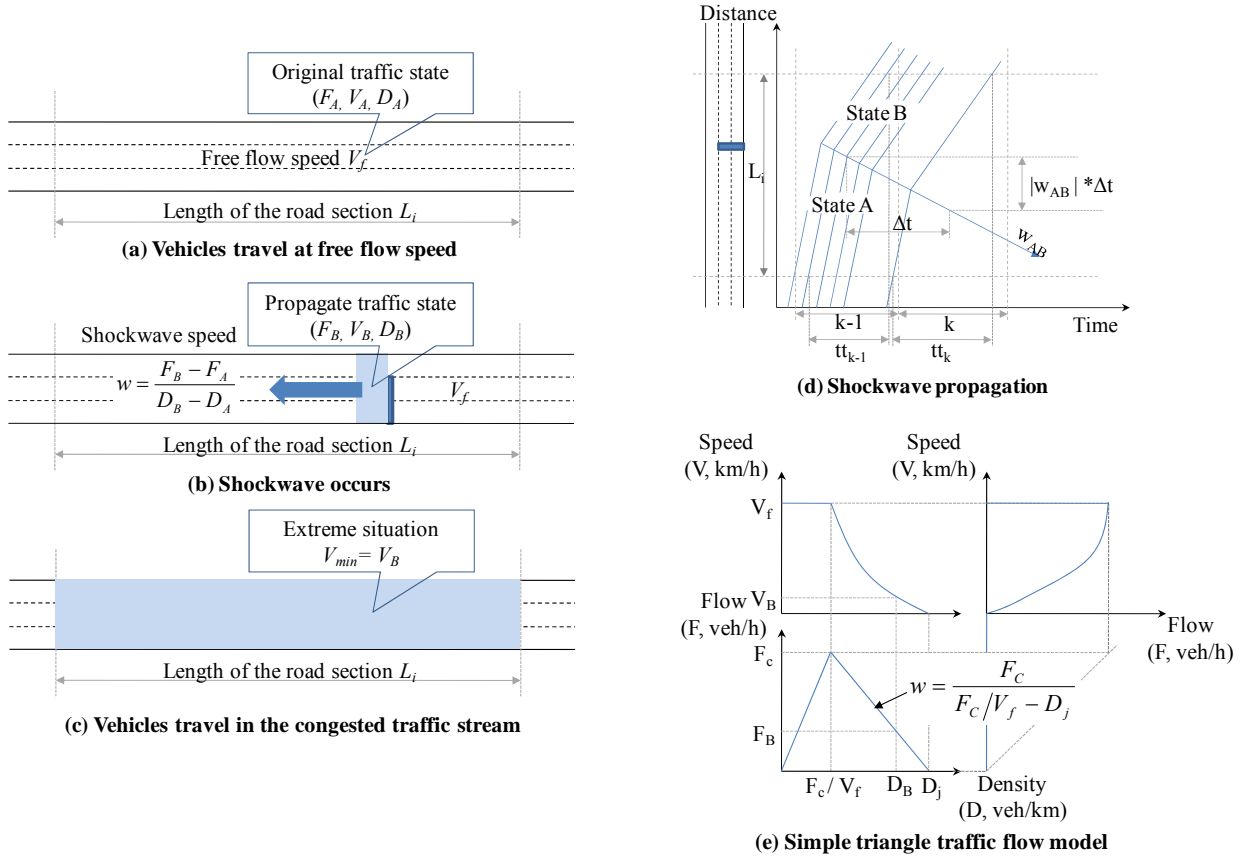 Original traffic state
(F_A, V_A, D_A)
Free flow speed V_f
Length of the road section L_i
(a) Vehicles travel at free flow speed
Propagate traffic state
(F_B, V_B, D_B)
Shockwave speed
w = (F_B − F_A) / (D_B − D_A)
V_f
Length of the road section L_i
(b) Shockwave occurs
Extreme situation
V_min = V_B
Length of the road section L_i
(c) Vehicles travel in the congested traffic stream
Distance
State B
L_i
|w_AB| *Δt
State A
Δt
w_AB
k-1
k
Time
tt_k-1
tt_k
(d) Shockwave propagation
Speed
(V, km/h)
Speed
(V, km/h)
V_f
V_B
Flow
(F, veh/h)
Flow
(F, veh/h)
F_c
w = F_C / (F_C/V_f − D_j)
F_B
F_c / V_f
D_B
D_j
Density
(D, veh/km)
(e) Simple triangle traffic flow model